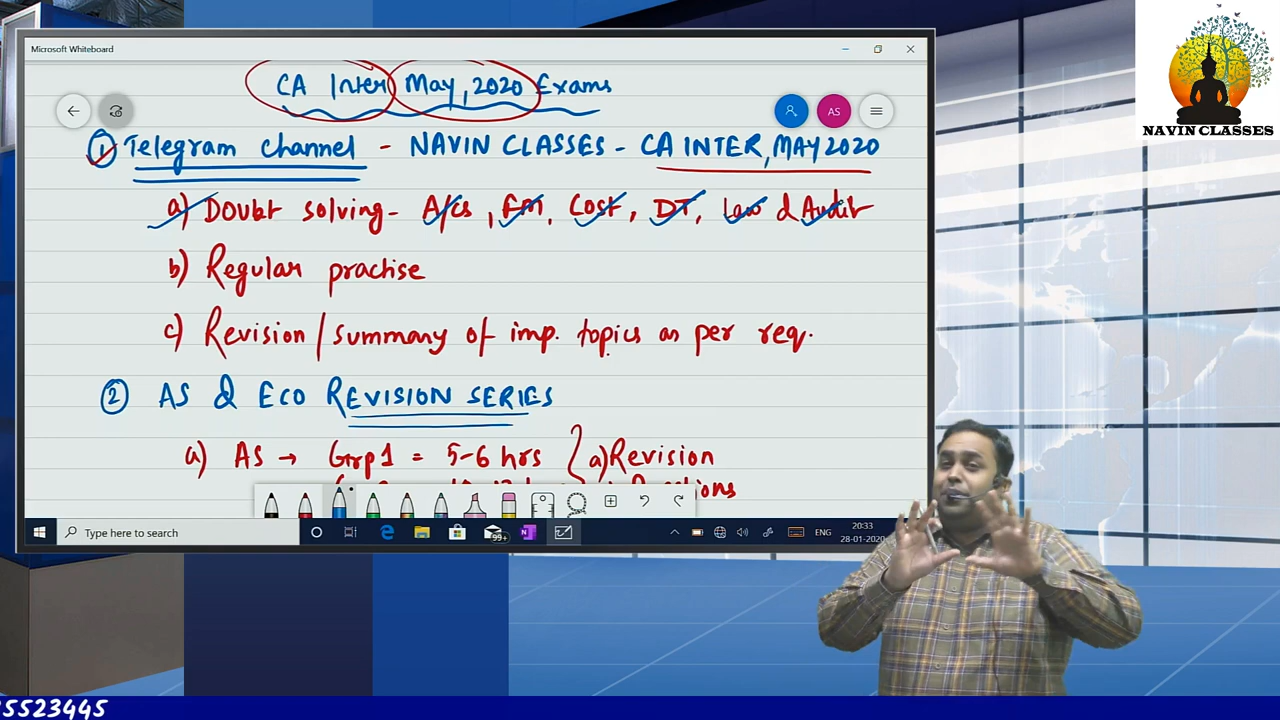 Microsoft Whiteboard
CA Inter May, 2020 Exams
AS
NAVIN CLASSES
① Telegram channel - NAVIN CLASSES - CA INTER, MAY 2020
a) Doubt solving - A/cs, FM, Cost, DT, Law & Audit
b) Regular practise
c) Revision/summary of imp. topics as per req.
② AS & Eco REVISION SERIES
a) AS → Grp 1 = 5-6 hrs } a) Revision
99+
Type here to search
ENG
20:33
28-01-2020
5523445